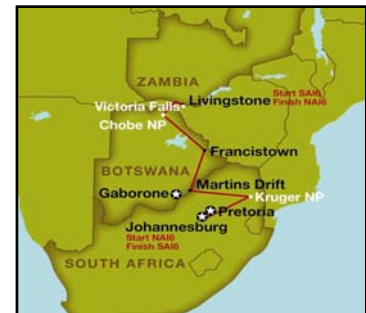 ZAMBIA
Victoria Falls
Livingstone
Start SAI6
Finish NAI6
Chobe NP
Francistown
BOTSWANA
Martins Drift
Gaborone
Kruger NP
Pretoria
Johannesburg
Start NAI6
Finish SAI6
SOUTH AFRICA